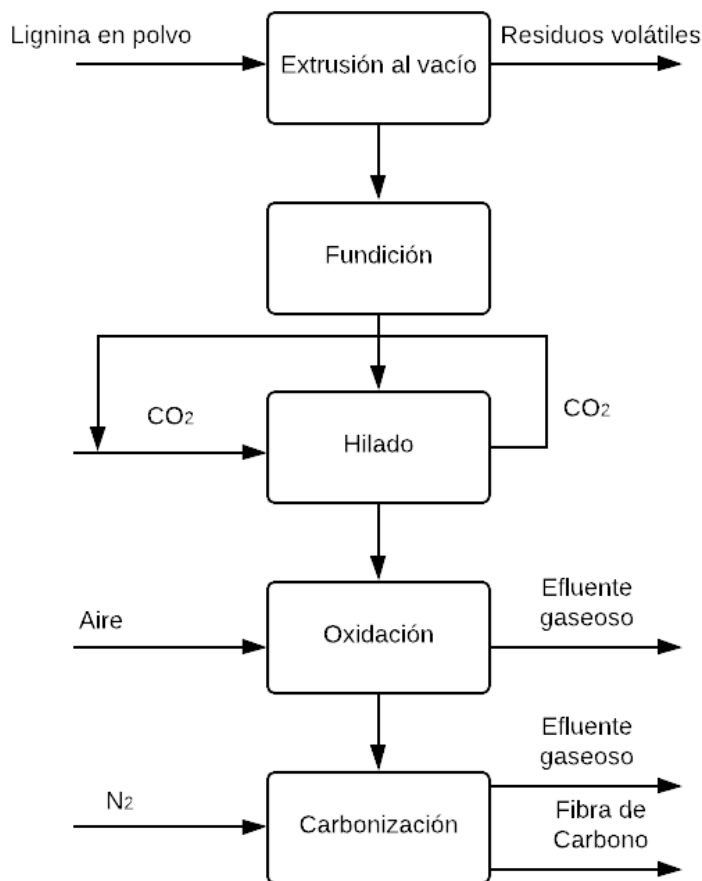 Lignina en polvo
Residuos volátiles
Extrusión al vacío
Fundición
CO₂
CO₂
Hilado
Efluente
gaseoso
Aire
Oxidación
Efluente
gaseoso
N₂
Carbonización
Fibra de
Carbono